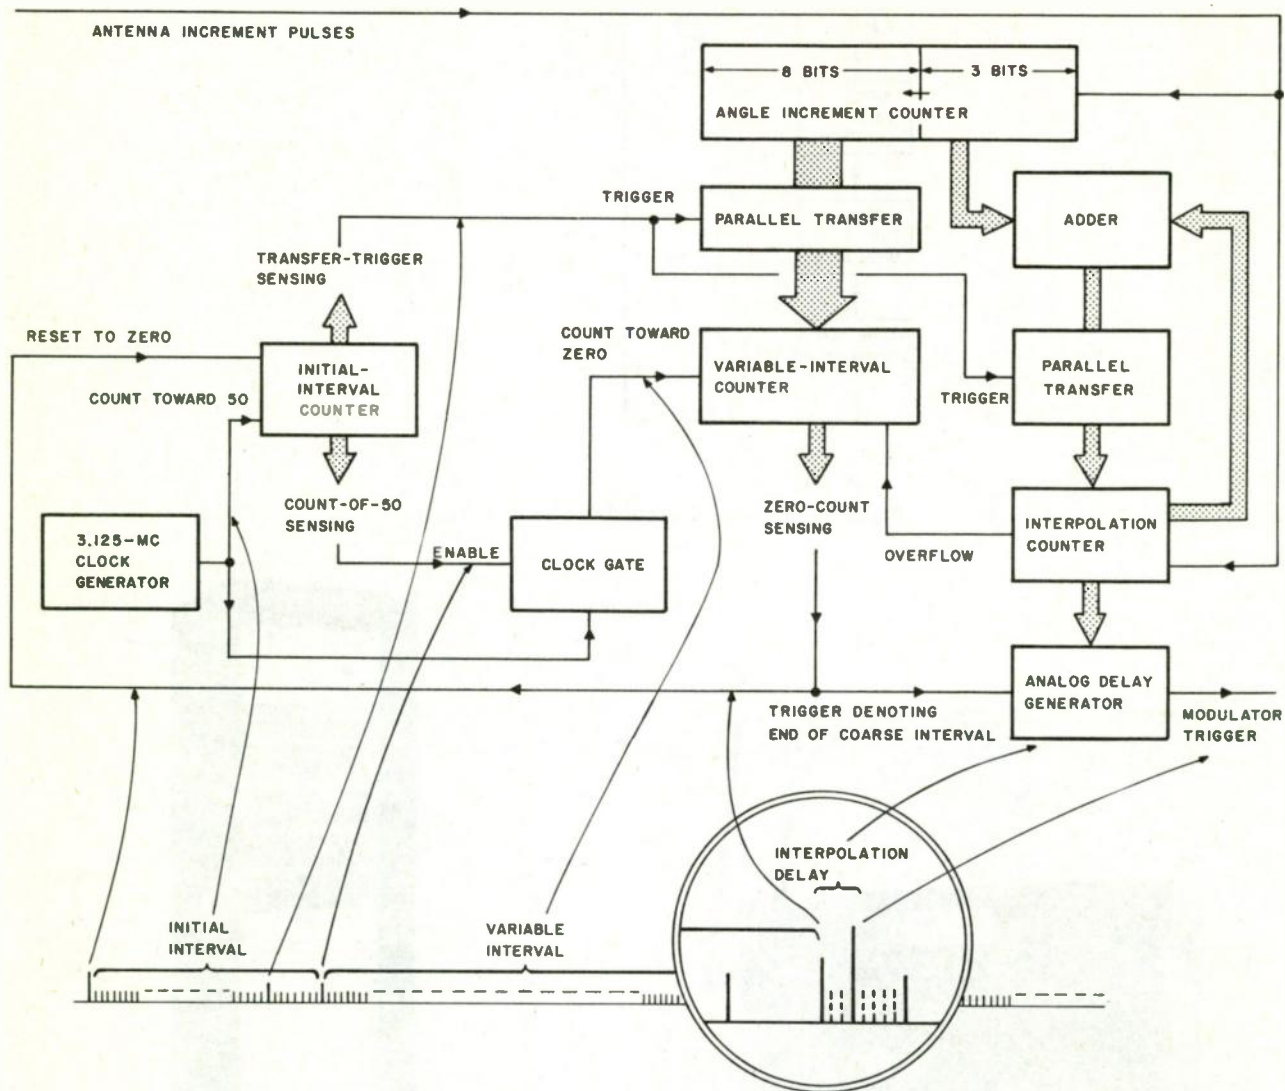 ANTENNA INCREMENT PULSES
8 BITS
3 BITS
ANGLE INCREMENT COUNTER
TRIGGER
PARALLEL TRANSFER
ADDER
TRANSFER-TRIGGER
SENSING
RESET TO ZERO
COUNT TOWARD
ZERO
INITIAL-
INTERVAL
COUNTER
VARIABLE-INTERVAL
COUNTER
PARALLEL
TRANSFER
COUNT TOWARD 50
TRIGGER
COUNT-OF-50
SENSING
ZERO-COUNT
SENSING
3.125-MC
CLOCK
GENERATOR
ENABLE
CLOCK GATE
OVERFLOW
INTERPOLATION
COUNTER
ANALOG DELAY
GENERATOR
TRIGGER DENOTING
END OF COARSE INTERVAL
MODULATOR
TRIGGER
INTERPOLATION
DELAY
INITIAL
INTERVAL
VARIABLE
INTERVAL